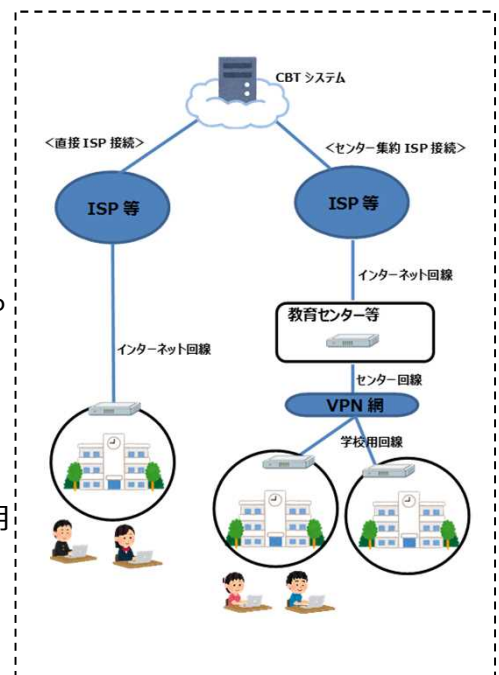 CBT システム
<直接 ISP 接続>
<センター集約 ISP 接続>
ISP 等
ISP 等
インターネット回線
教育センター等
インターネット回線
センター回線
VPN 網
学校用回線
。
用